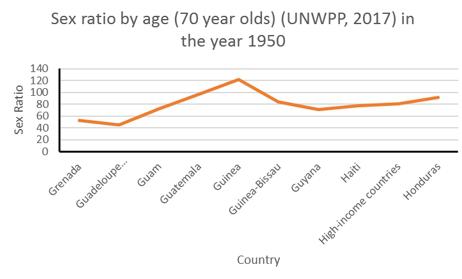 Sex ratio by age (70 year olds) (UNWPP, 2017) in
the year 1950
140
120
100
80
60
40
20
0
Sex Ratio
Grenada
Guadeloupe...
Guam
Guatemala
Guinea
Guinea-Bissau
Guyana
Haiti
High-income countries
Honduras
Country